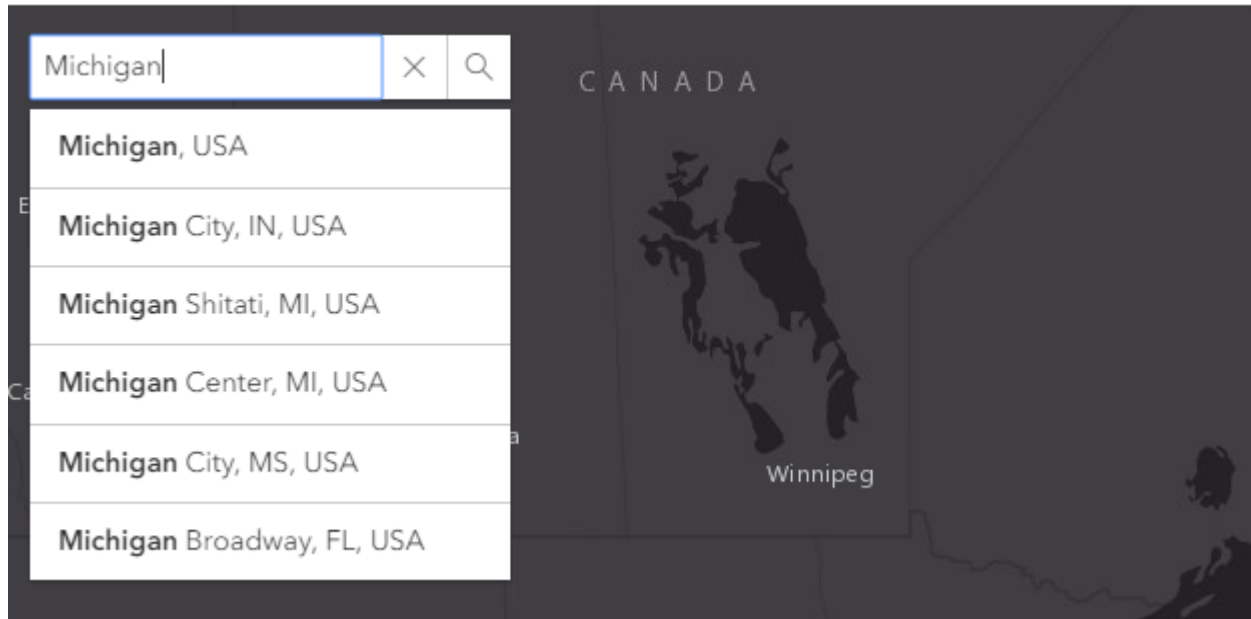 Michigan
CANADA
Michigan, USA
Michigan City, IN, USA
Michigan Shitati, MI, USA
Michigan Center, MI, USA
Michigan City, MS, USA
Michigan Broadway, FL, USA
Winnipeg